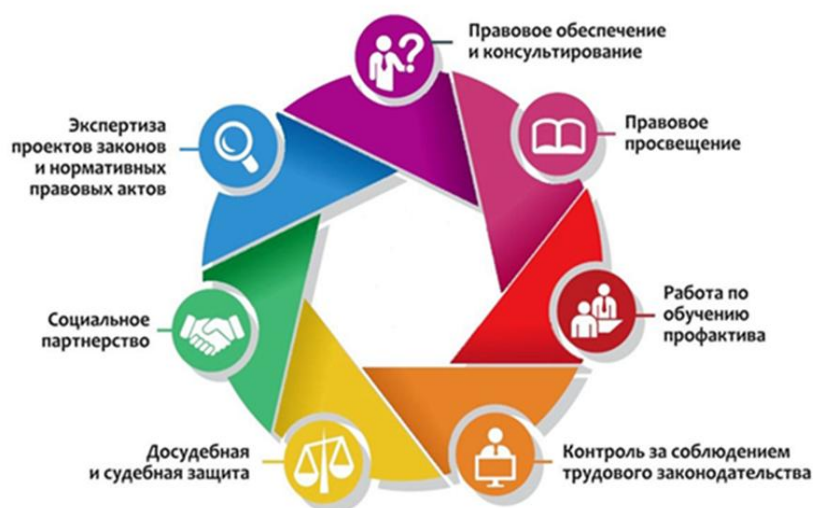 Правовое обеспечение
и консультирование
Правовое
просвещение
Работа по
обучению
профактива
Контроль за соблюдением
трудового законодательства
Досудебная
и судебная защита
Социальное
партнерство
Экспертиза
проектов законов
и нормативных
правовых актов